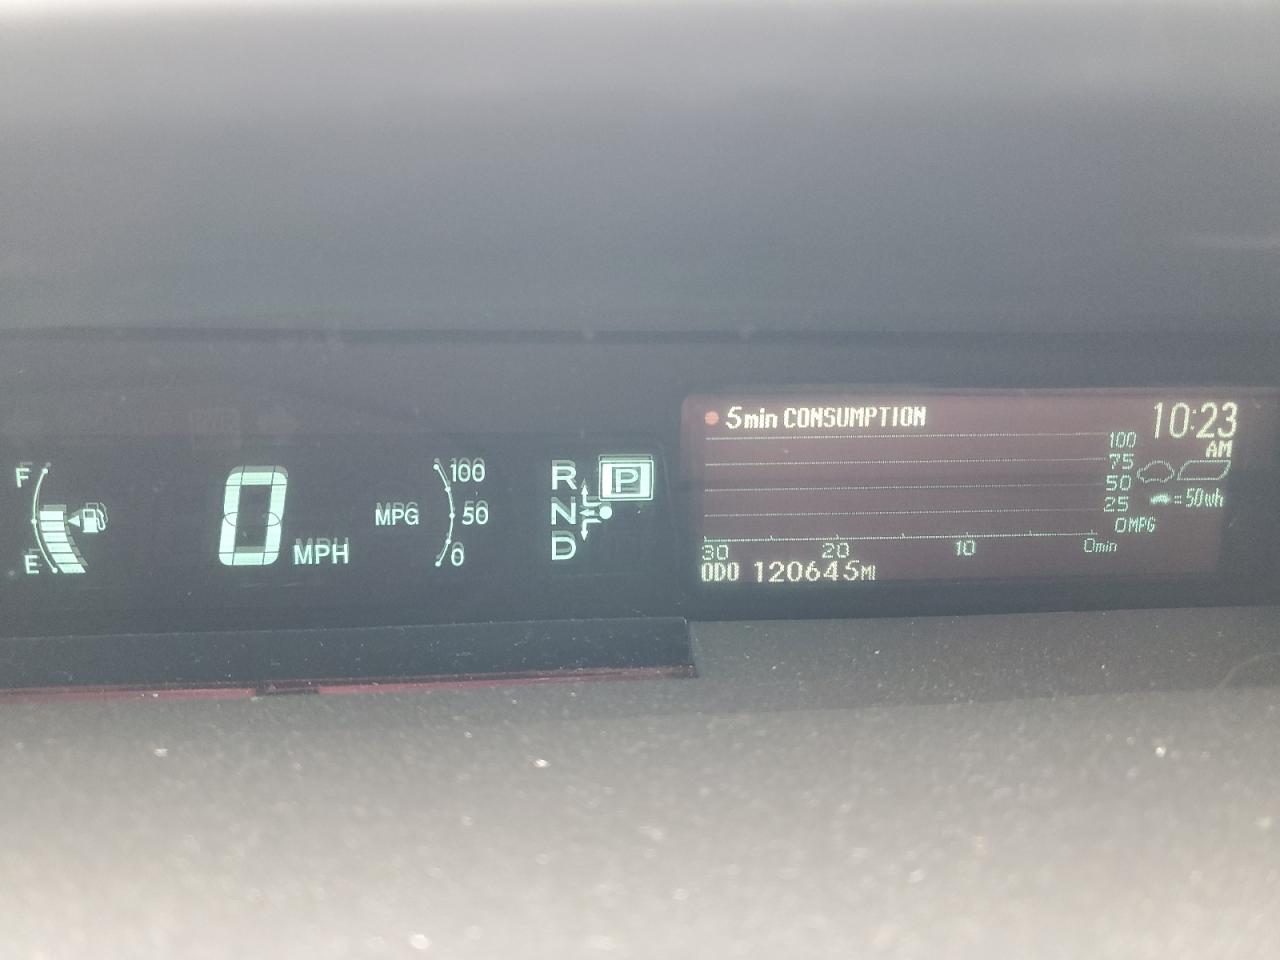 F
E
0 MPH
MPG
100
50
0
R
N
D
P
5min CONSUMPTION
10:23
AM
100
75
50
25
0MPG
= 50wh
30 20 10 0min
ODO 120645MI